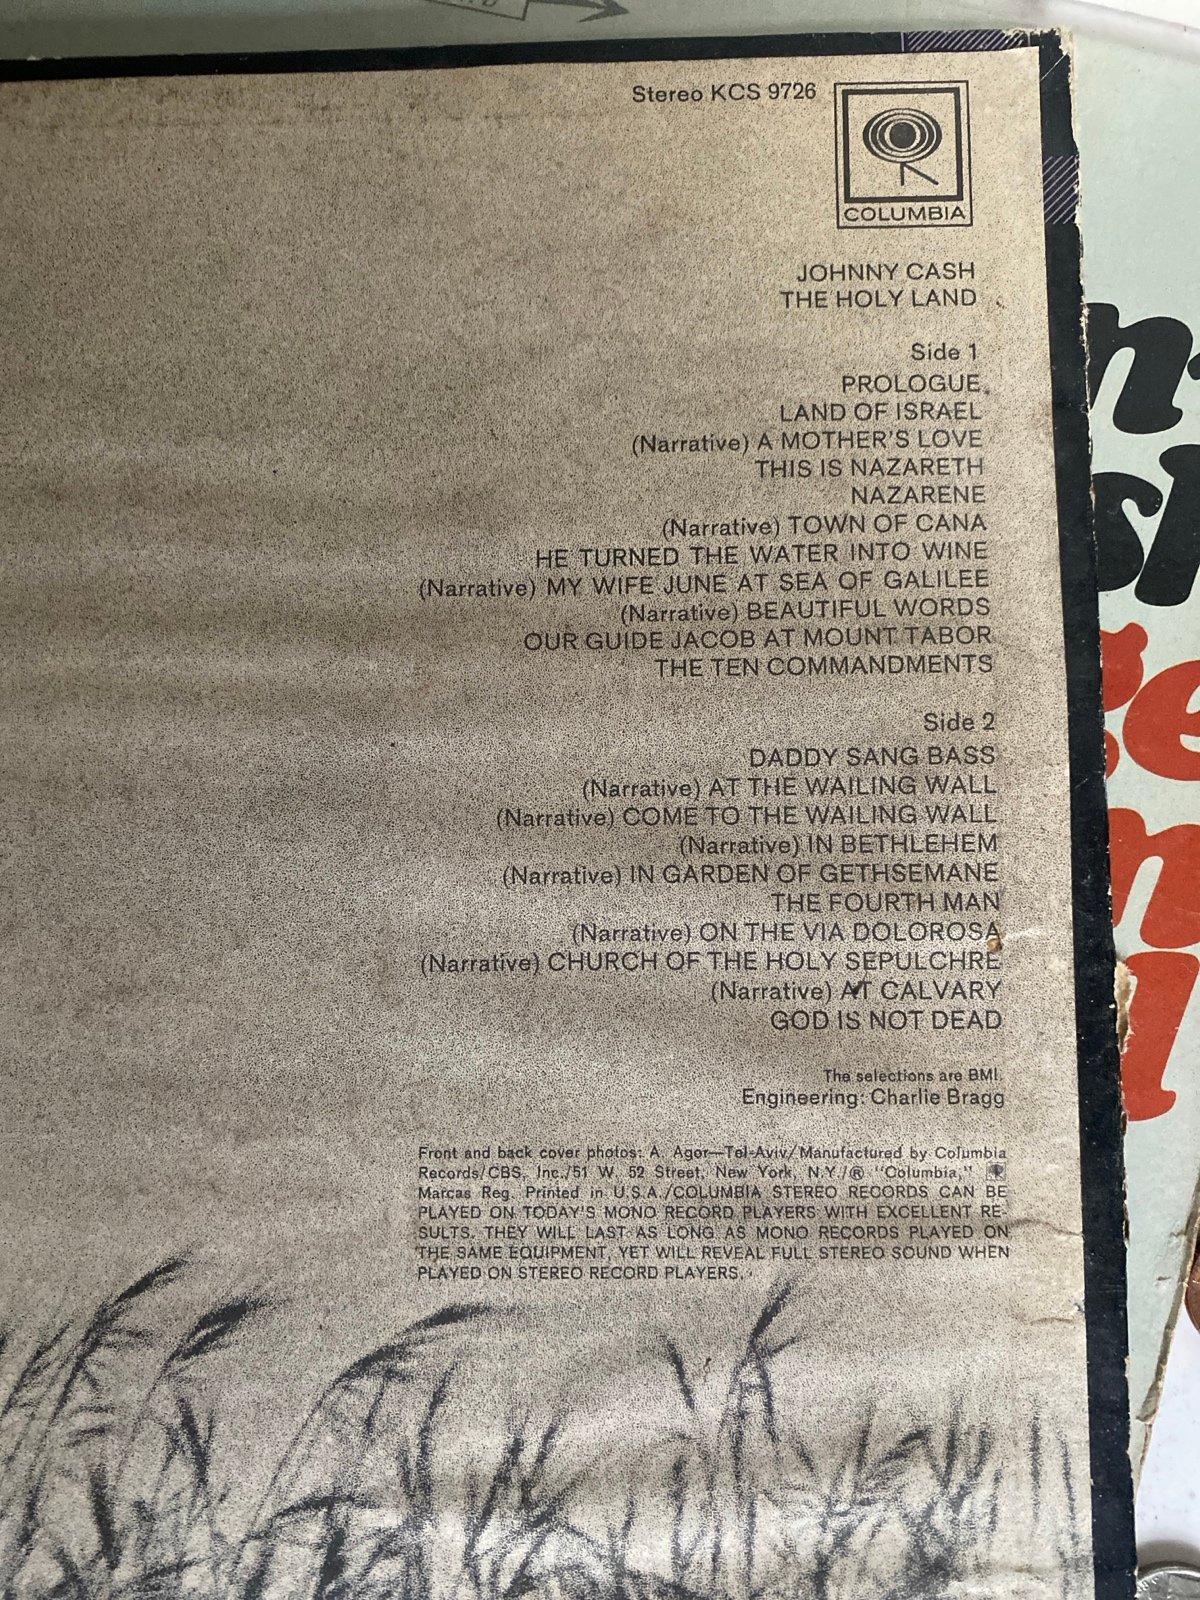 Stereo KCS 9726
COLUMBIA
JOHNNY CASH
THE HOLY LAND
Side 1
PROLOGUE
LAND OF ISRAEL
(Narrative) A MOTHER'S LOVE
THIS IS NAZARETH
NAZARENE
(Narrative) TOWN OF CANA
HE TURNED THE WATER INTO WINE
(Narrative) MY WIFE JUNE AT SEA OF GALILEE
(Narrative) BEAUTIFUL WORDS
OUR GUIDE JACOB AT MOUNT TABOR
THE TEN COMMANDMENTS
Side 2
DADDY SANG BASS
(Narrative) AT THE WAILING WALL
(Narrative) COME TO THE WAILING WALL
(Narrative) IN BETHLEHEM
(Narrative) IN GARDEN OF GETHSEMANE
THE FOURTH MAN
(Narrative) ON THE VIA DOLOROSA
(Narrative) CHURCH OF THE HOLY SEPULCHRE
(Narrative) AT CALVARY
GOD IS NOT DEAD
The selections are BMI.
Engineering: Charlie Bragg
Front and back cover photos: A. Agor—Tel-Aviv/Manufactured by Columbia
Records/CBS, Inc./51 W. 52 Street, New York, N.Y./® "Columbia,"
Marcas Reg. Printed in U.S.A./COLUMBIA STEREO RECORDS CAN BE
PLAYED ON TODAY'S MONO RECORD PLAYERS WITH EXCELLENT RE-
SULTS. THEY WILL LAST AS LONG AS MONO RECORDS PLAYED ON
THE SAME EQUIPMENT, YET WILL REVEAL FULL STEREO SOUND WHEN
PLAYED ON STEREO RECORD PLAYERS.